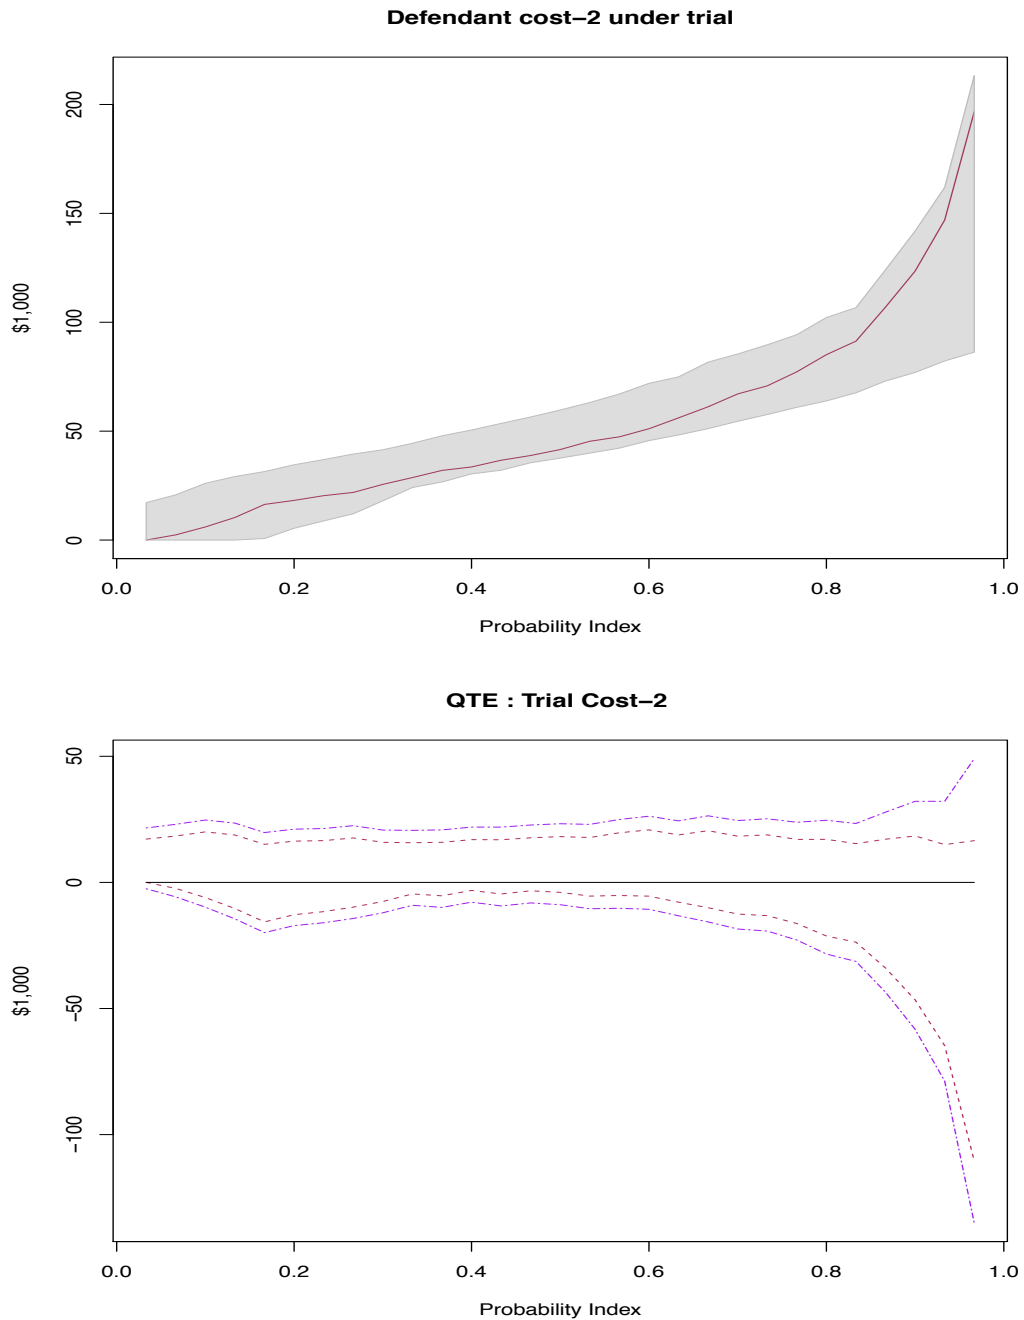 Defendant cost−2 under trial
200
150
100
50
0
$1,000
0.0 0.2 0.4 0.6 0.8 1.0
Probability Index
QTE : Trial Cost−2
50
0
−50
−100
$1,000
0.0 0.2 0.4 0.6 0.8 1.0
Probability Index